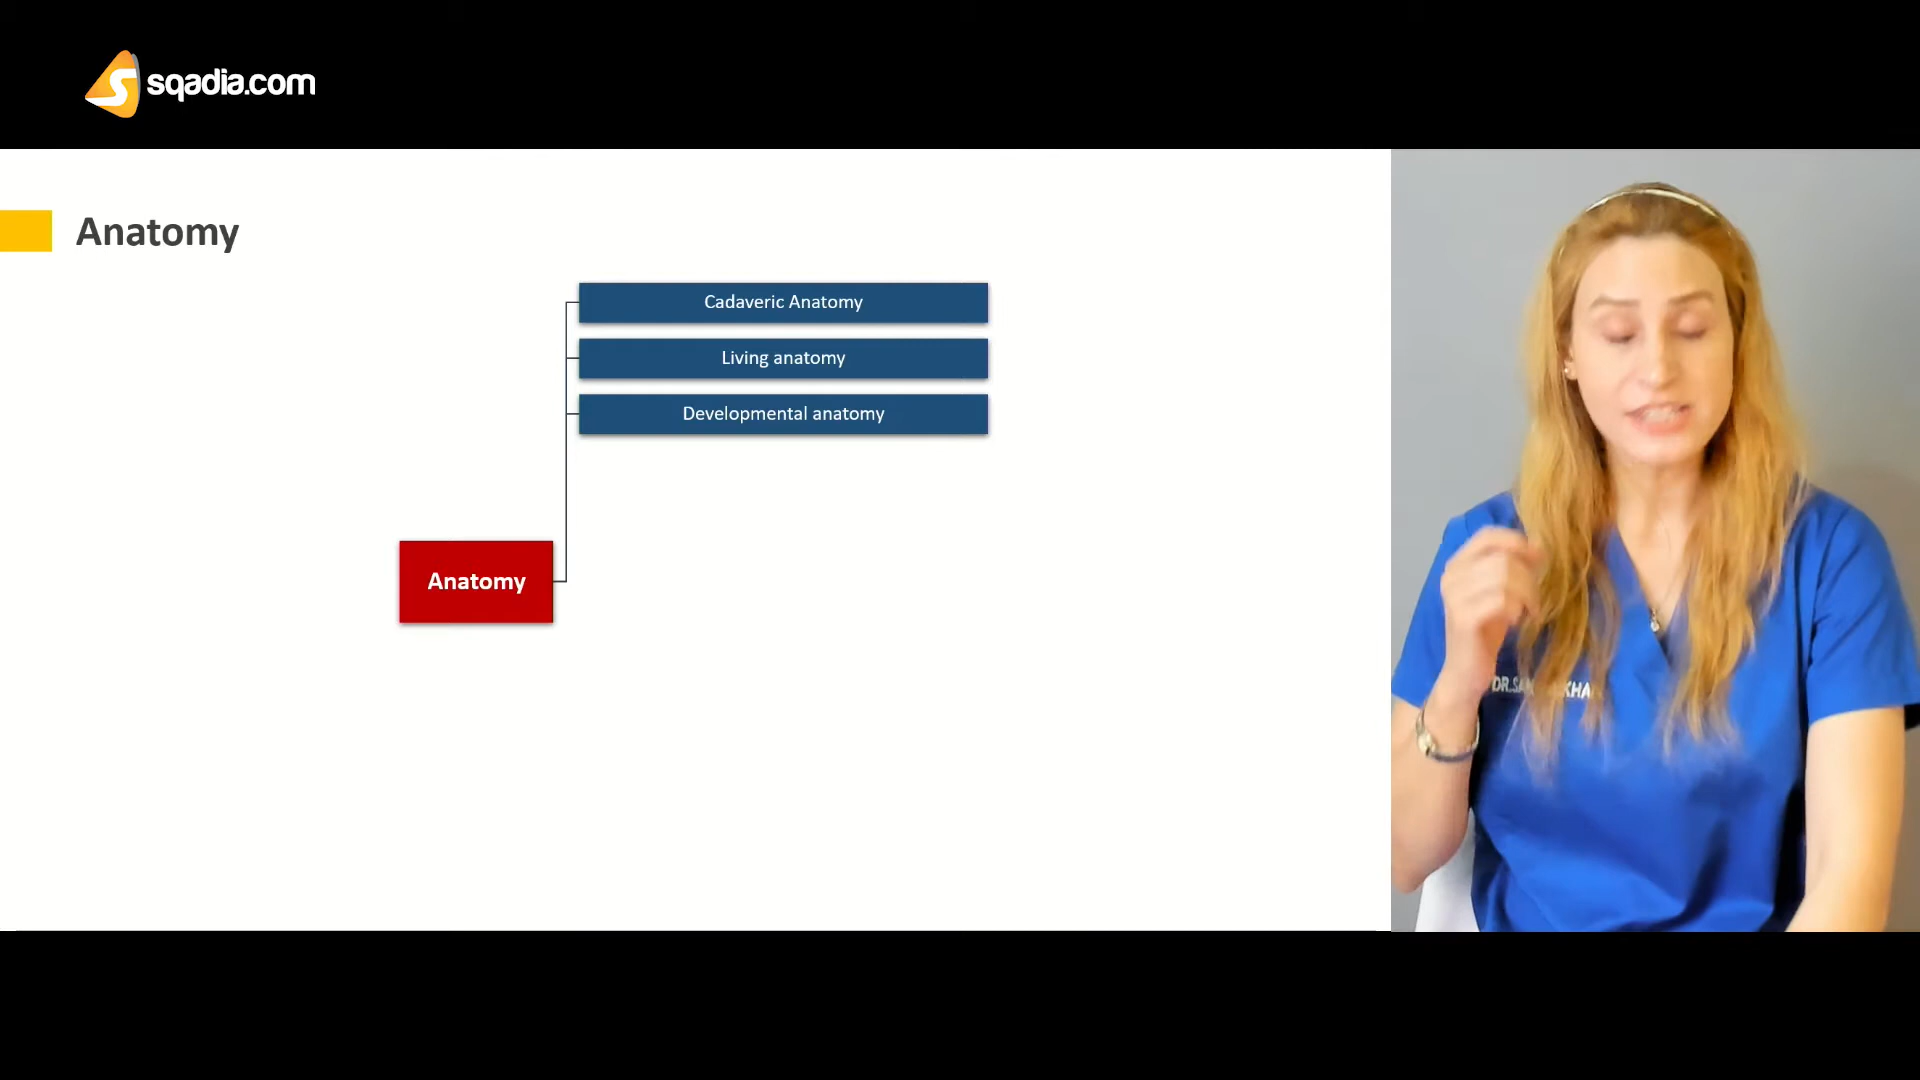 sqadia.com
Anatomy
Cadaveric Anatomy
Living anatomy
Developmental anatomy
Anatomy